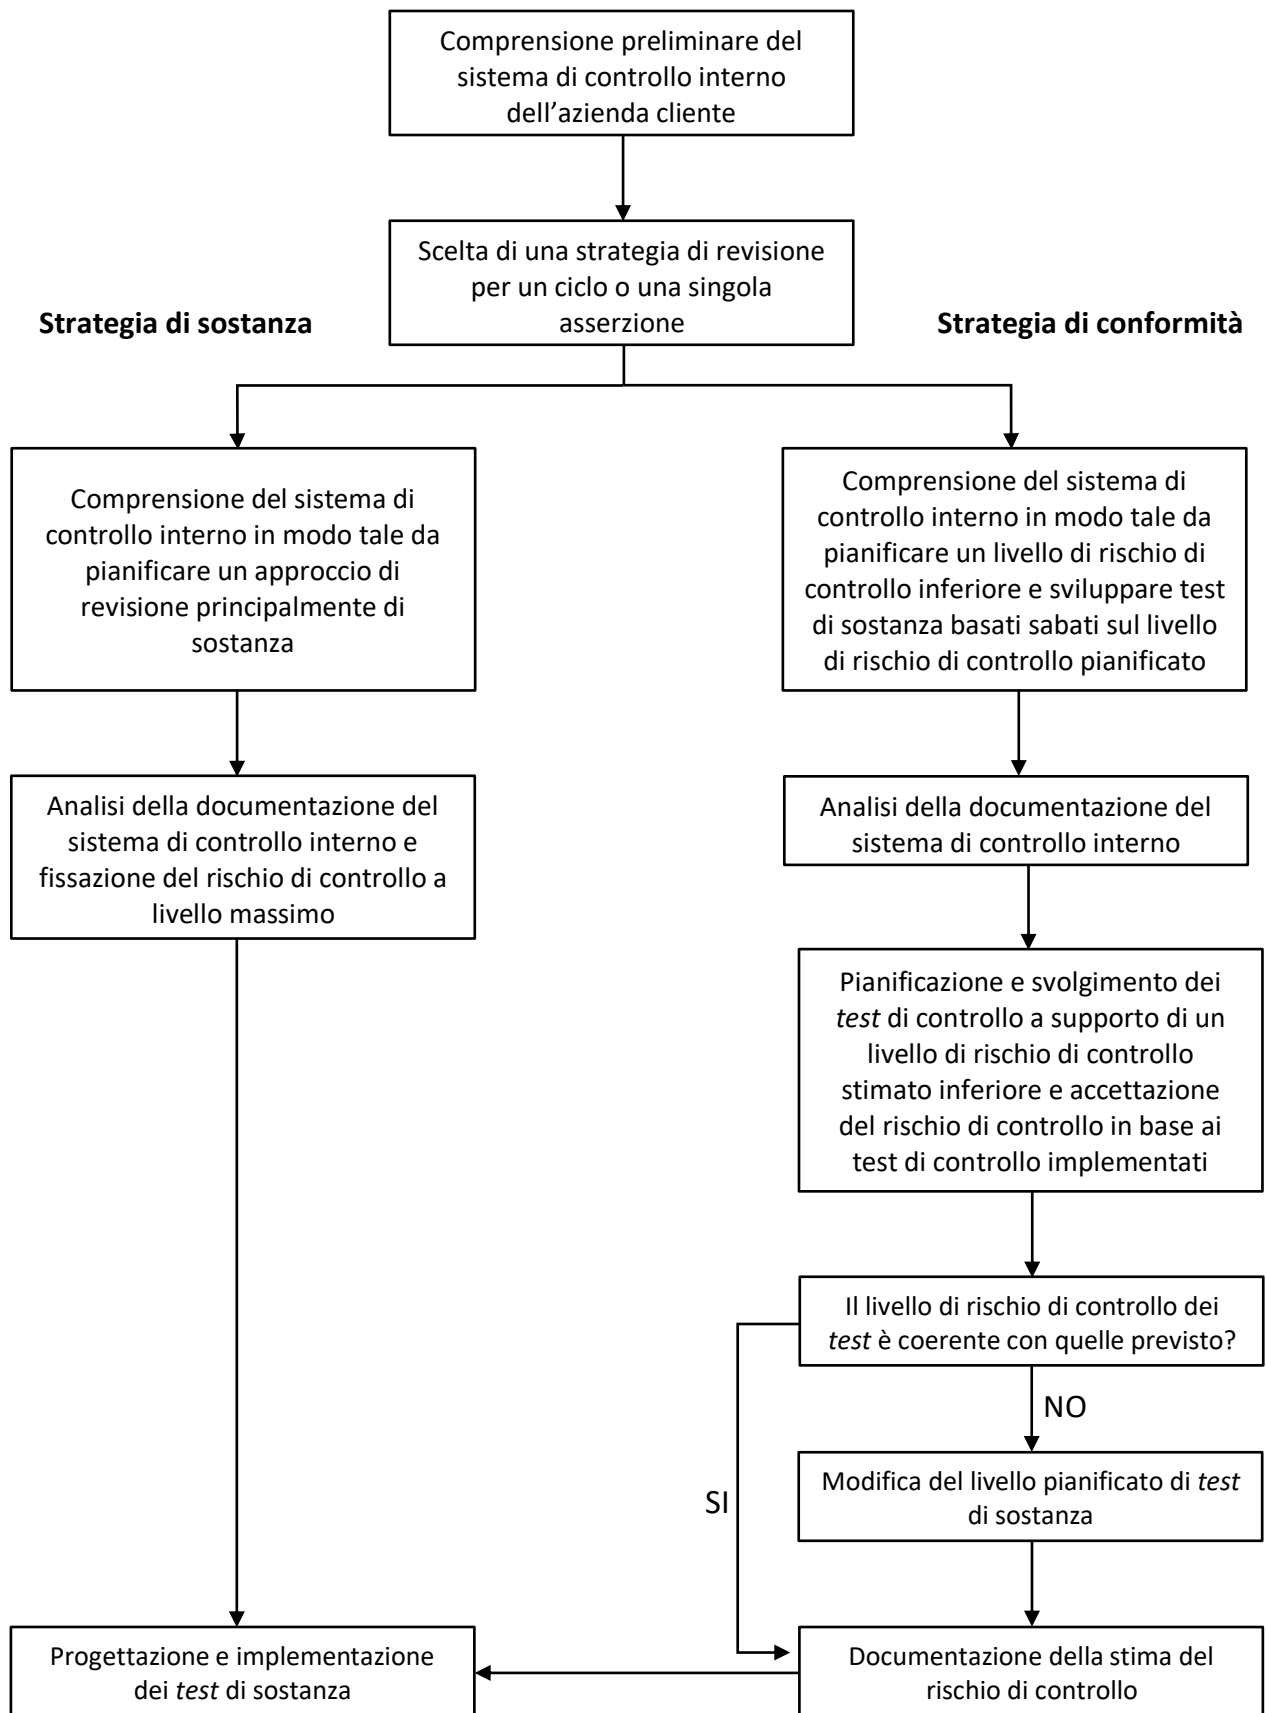 Comprensione preliminare del
sistema di controllo interno
dell'azienda cliente
Scelta di una strategia di revisione
per un ciclo o una singola
asserzione
Strategia di sostanza
Strategia di conformità
Comprensione del sistema di
controllo interno in modo tale da
pianificare un approccio di
revisione principalmente di
sostanza
Comprensione del sistema di
controllo interno in modo tale da
pianificare un livello di rischio di
controllo inferiore e sviluppare test
di sostanza basati sabati sul livello
di rischio di controllo pianificato
Analisi della documentazione del
sistema di controllo interno e
fissazione del rischio di controllo a
livello massimo
Analisi della documentazione del
sistema di controllo interno
Pianificazione e svolgimento dei
test di controllo a supporto di un
livello di rischio di controllo
stimato inferiore e accettazione
del rischio di controllo in base ai
test di controllo implementati
Il livello di rischio di controllo dei
test è coerente con quelle previsto?
NO
SI
Modifica del livello pianificato di test
di sostanza
Progettazione e implementazione
dei test di sostanza
Documentazione della stima del
rischio di controllo